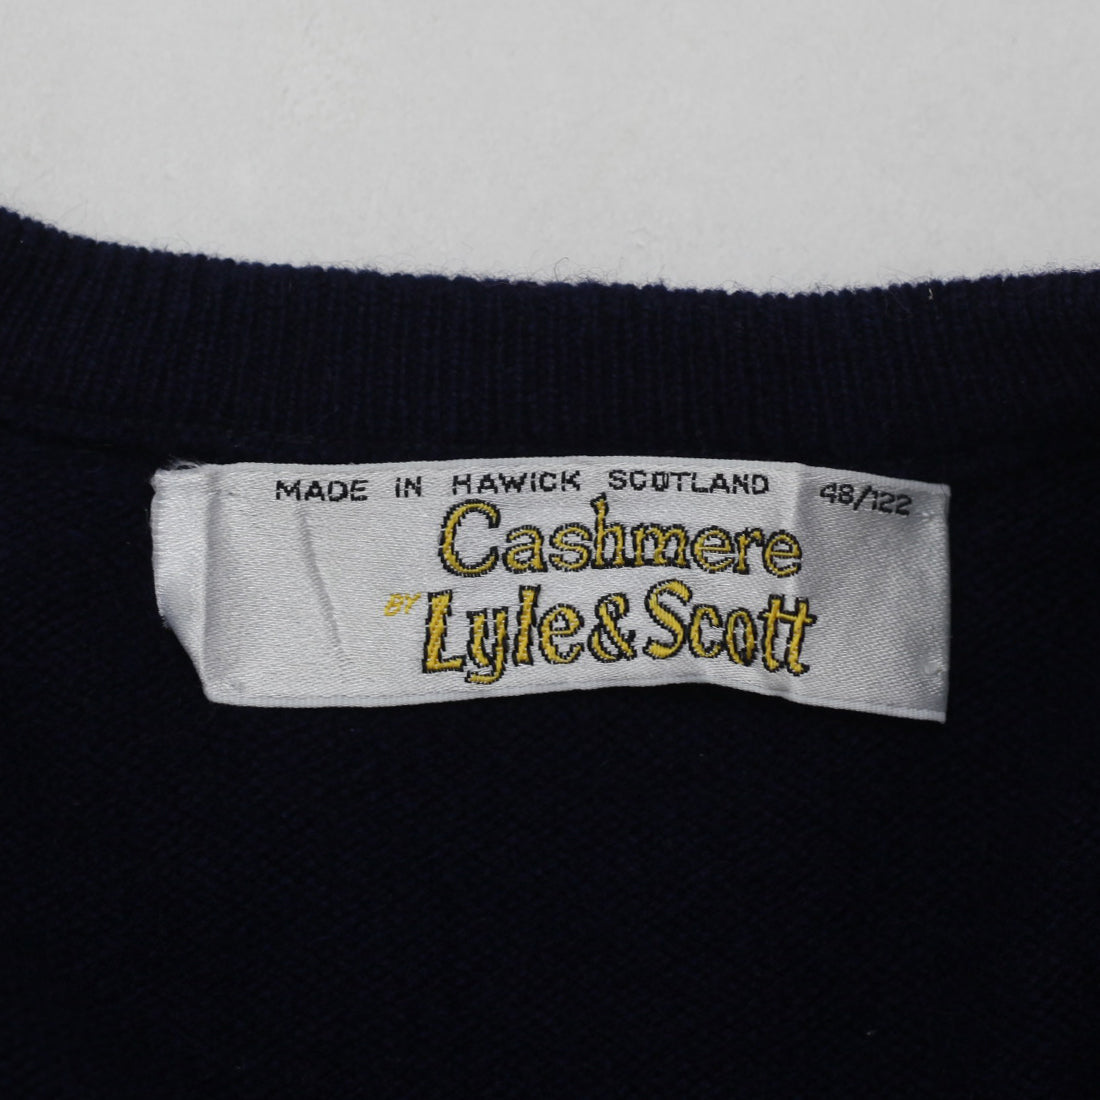 MADE IN HAWICK SCOTLAND 48/122
Cashmere
BY Lyle & Scott